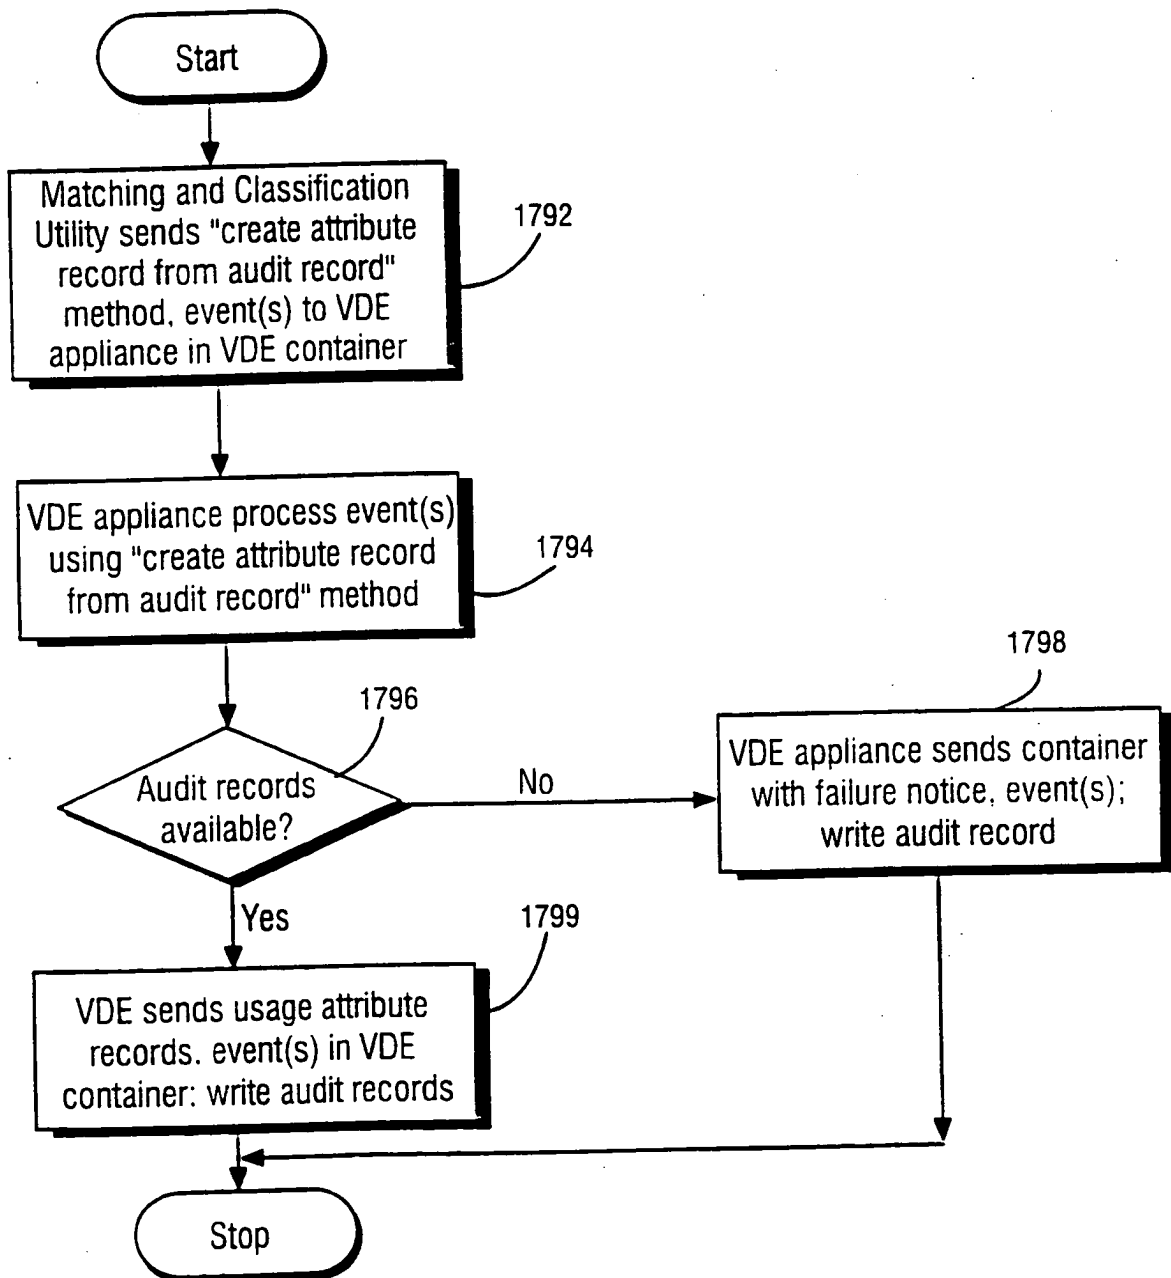 Start
Matching and Classification
Utility sends "create attribute
record from audit record"
method, event(s) to VDE
appliance in VDE container
1792
VDE appliance process event(s)
using "create attribute record
from audit record" method
1794
1796
Audit records
available?
No
1798
VDE appliance sends container
with failure notice, event(s);
write audit record
Yes
1799
VDE sends usage attribute
records. event(s) in VDE
container: write audit records
Stop